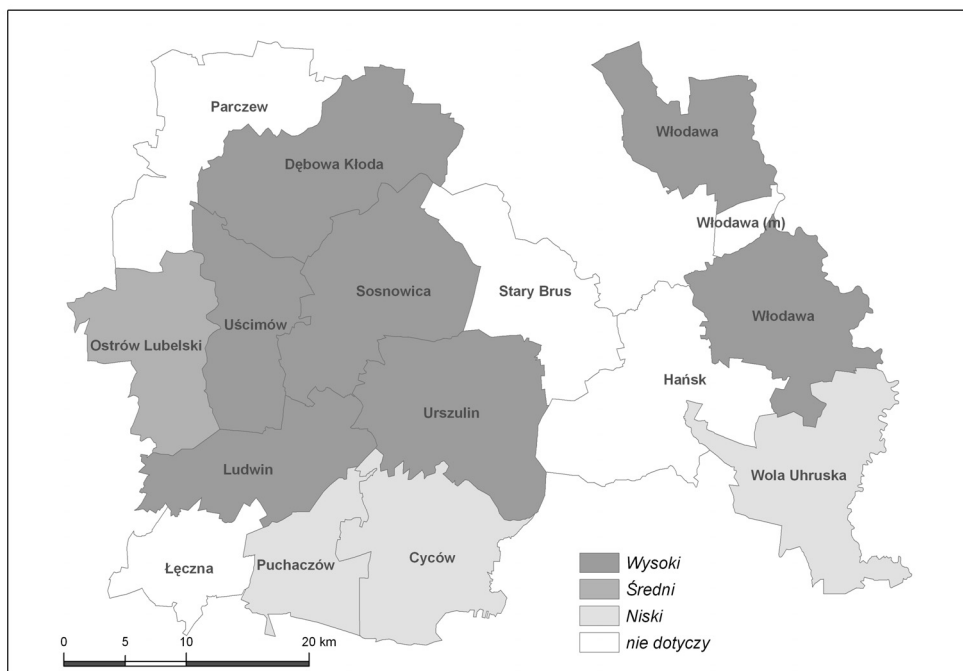 Parczew
Włodawa
Dębowa Kłoda
Włodawa (m)
Sosnowica
Stary Brus
Uścimów
Włodawa
Ostrów Lubelski
Hańsk
Urszulin
Ludwin
Wola Uhruska
Łęczna
Puchaczów
Cyców
Wysoki
Średni
Niski
nie dotyczy
0 5 10 20 km